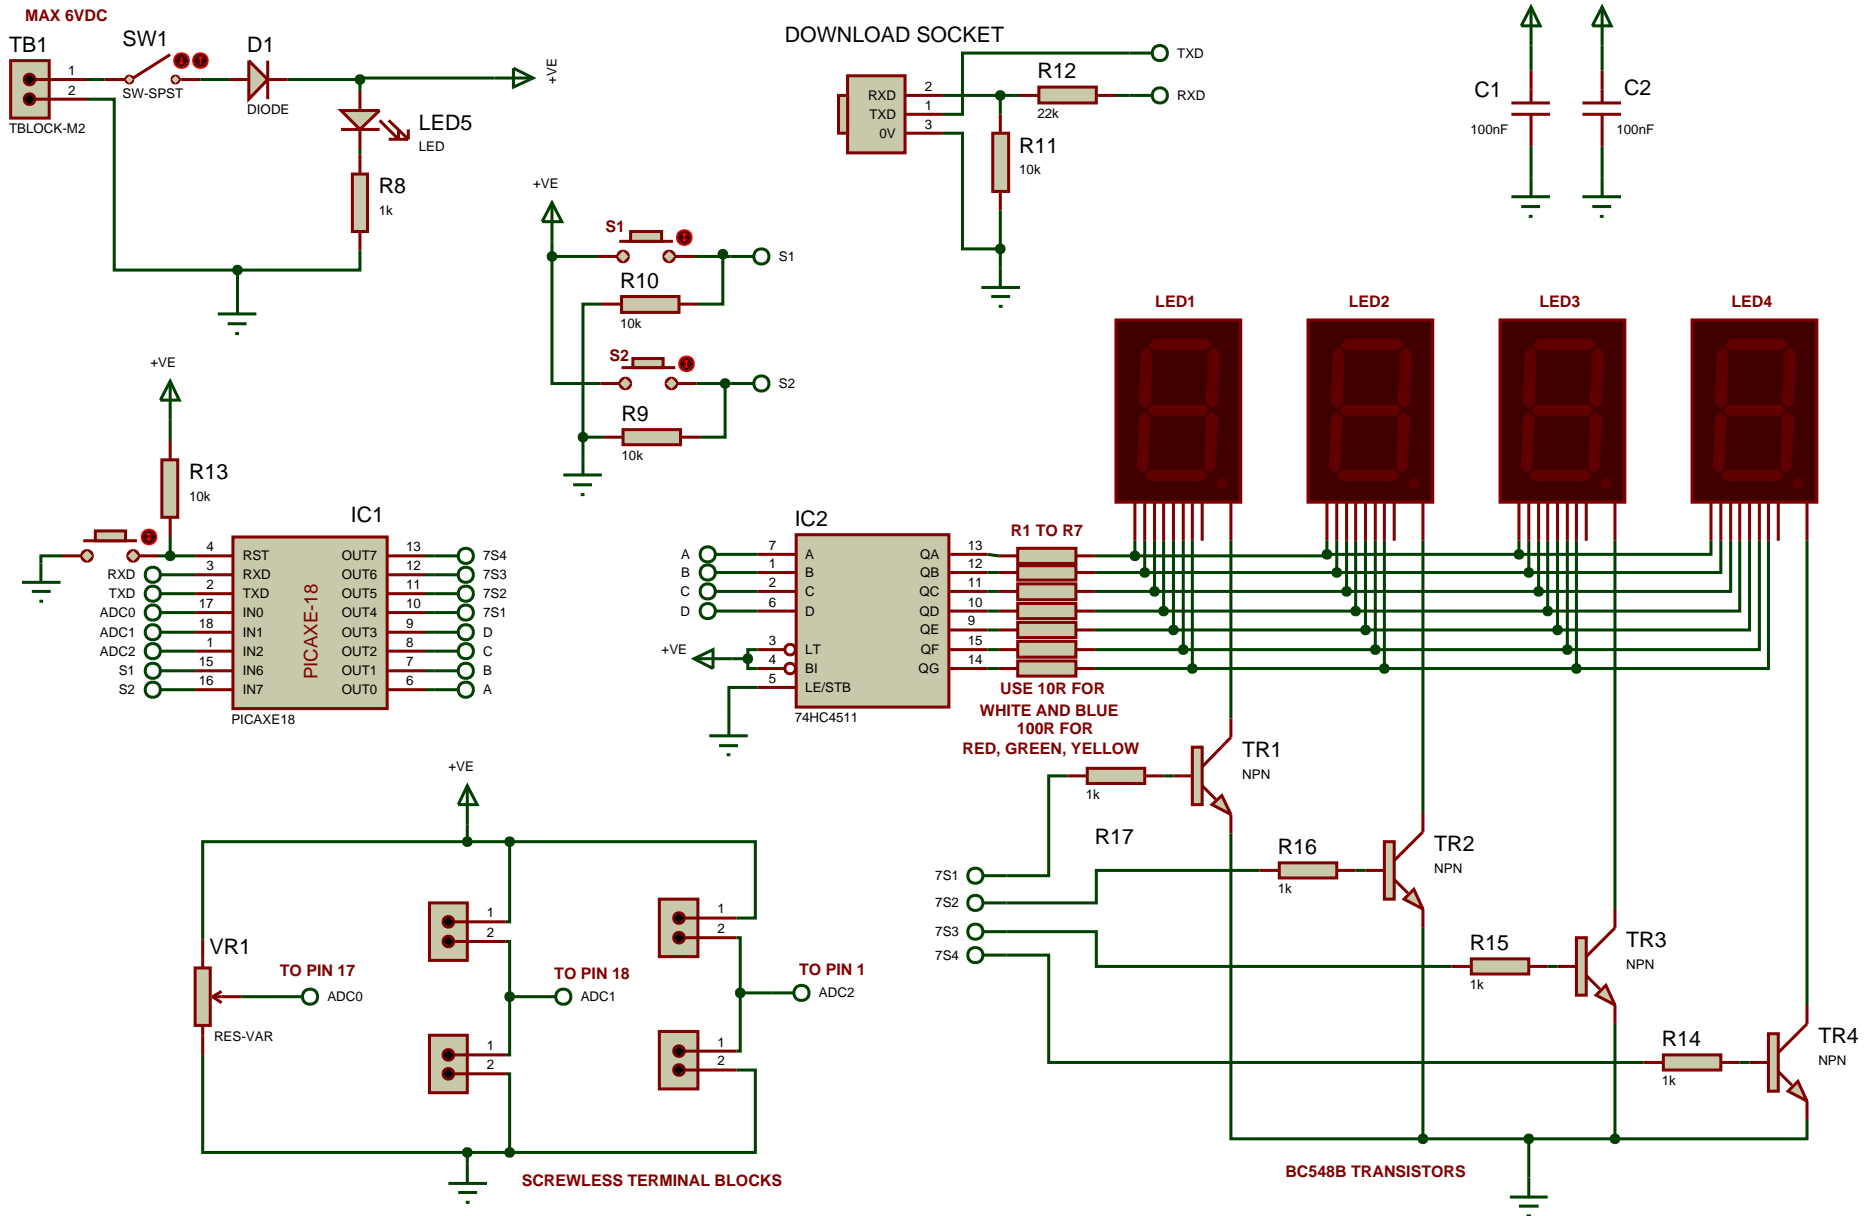 MAX 6VDC
TB1
SW1
D1
1
2
SW-SPST
DIODE
TBLOCK-M2
+VE
LED5
LED
R8
1k
DOWNLOAD SOCKET
RXD
TXD
0V
2
1
3
R12
22k
TXD
RXD
R11
10k
C1
100nF
C2
100nF
+VE
S1
S1
R10
10k
S2
S2
R9
10k
LED1
LED2
LED3
LED4
+VE
R13
10k
IC1
RXD
TXD
ADC0
ADC1
ADC2
S1
S2
4
3
2
17
18
1
15
16
RST
RXD
TXD
IN0
IN1
IN2
IN6
IN7
PICAXE-18
OUT7
OUT6
OUT5
OUT4
OUT3
OUT2
OUT1
OUT0
13
12
11
10
9
8
7
6
7S4
7S3
7S2
7S1
D
C
B
A
PICAXE18
IC2
A
B
C
D
+VE
7
1
2
6
3
4
5
A
B
C
D
LT
BI
LE/STB
QA
QB
QC
QD
QE
QF
QG
13
12
11
10
9
15
14
74HC4511
R1 TO R7
USE 10R FOR
WHITE AND BLUE
100R FOR
RED, GREEN, YELLOW
1k
R17
TR1
NPN
R16
1k
TR2
NPN
R15
1k
TR3
NPN
R14
1k
TR4
NPN
7S1
7S2
7S3
7S4
BC548B TRANSISTORS
+VE
VR1
RES-VAR
TO PIN 17
ADC0
1
2
1
2
TO PIN 18
ADC1
1
2
1
2
TO PIN 1
ADC2
SCREWLESS TERMINAL BLOCKS